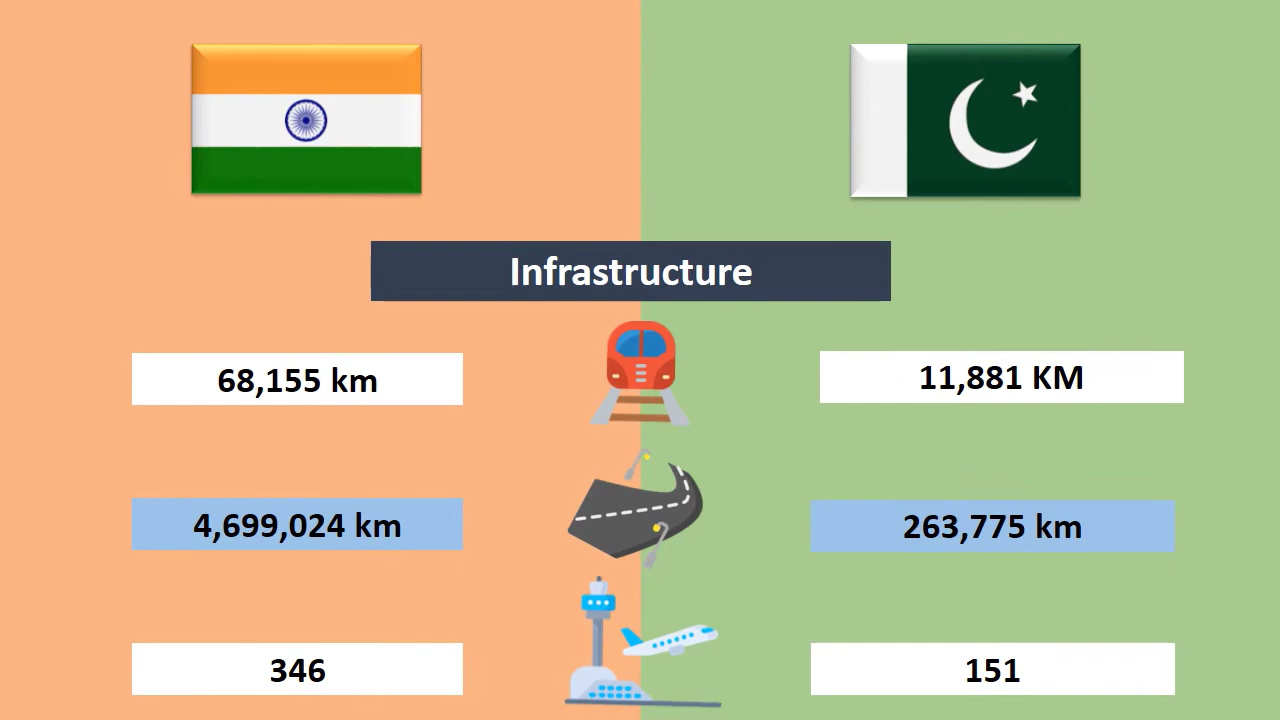 Infrastructure
68,155 km
11,881 KM
4,699,024 km
263,775 km
346
151